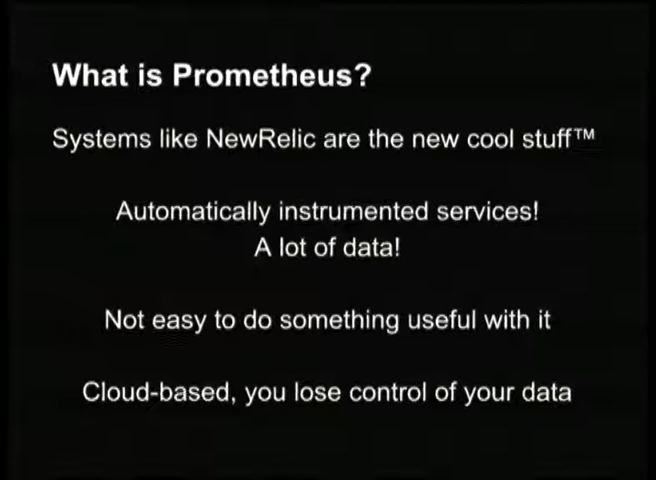 What is Prometheus?
Systems like NewRelic are the new cool stuff™
Automatically instrumented services!
A lot of data!
Not easy to do something useful with it
Cloud-based, you lose control of your data